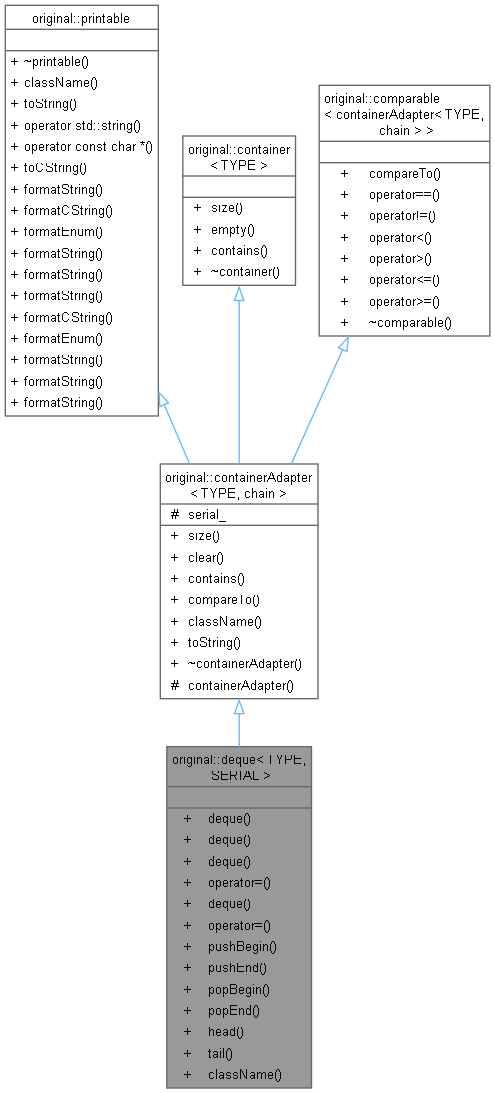 original::printable
+ ~printable()
+ className()
+ toString()
+ operator std::string()
+ operator const char *()
+ toCString()
+ formatString()
+ formatCString()
+ formatEnum()
+ formatString()
+ formatString()
+ formatString()
+ formatCString()
+ formatEnum()
+ formatString()
+ formatString()
+ formatString()
original::container
< TYPE >
+ size()
+ empty()
+ contains()
+ ~container()
original::comparable
< containerAdapter< TYPE,
chain > >
+ compareTo()
+ operator==()
+ operator!=()
+ operator<()
+ operator>()
+ operator<=()
+ operator>=()
+ ~comparable()
original::containerAdapter
< TYPE, chain >
# serial_
+ size()
+ clear()
+ contains()
+ compareTo()
+ className()
+ toString()
+ ~containerAdapter()
# containerAdapter()
original::deque< TYPE,
SERIAL >
+ deque()
+ deque()
+ deque()
+ operator=()
+ deque()
+ operator=()
+ pushBegin()
+ pushEnd()
+ popBegin()
+ popEnd()
+ head()
+ tail()
+ className()